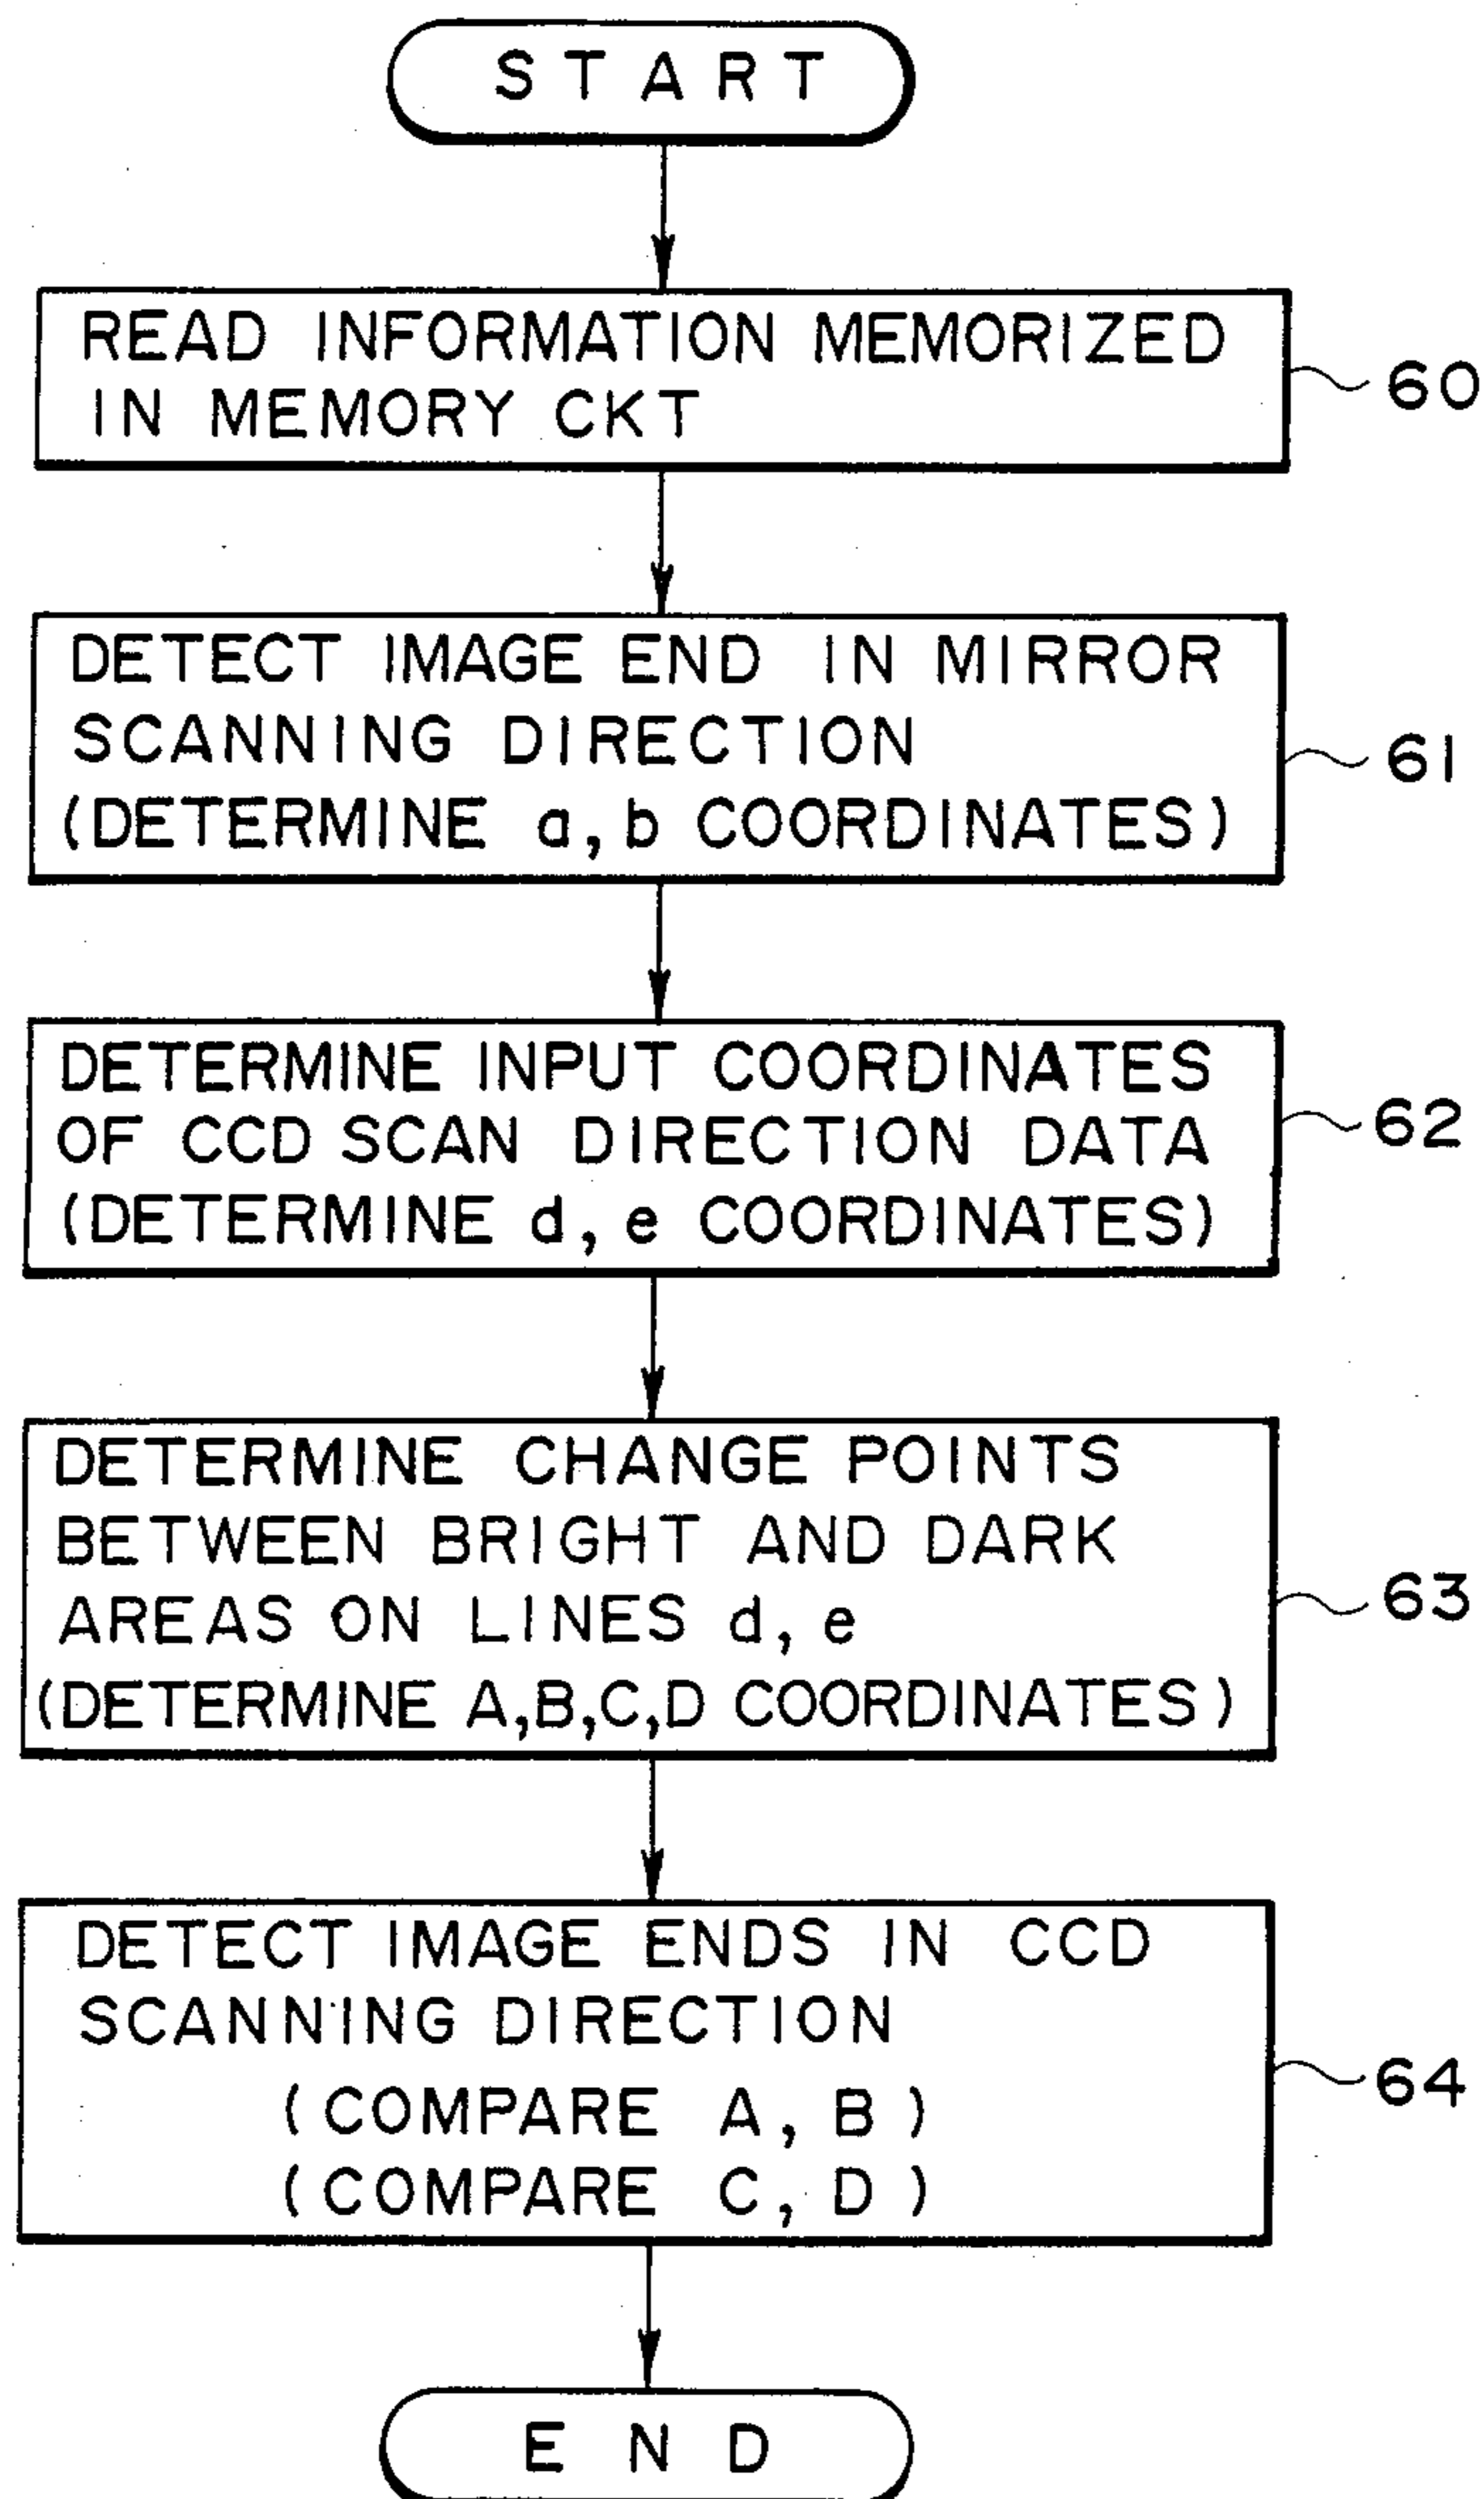 START
READ INFORMATION MEMORIZED
IN MEMORY CKT
60
DETECT IMAGE END IN MIRROR
SCANNING DIRECTION
(DETERMINE a, b COORDINATES)
61
DETERMINE INPUT COORDINATES
OF CCD SCAN DIRECTION DATA
(DETERMINE d, e COORDINATES)
62
DETERMINE CHANGE POINTS
BETWEEN BRIGHT AND DARK
AREAS ON LINES d, e
(DETERMINE A,B,C,D COORDINATES)
63
DETECT IMAGE ENDS IN CCD
SCANNING DIRECTION
(COMPARE A, B)
(COMPARE C, D)
64
END